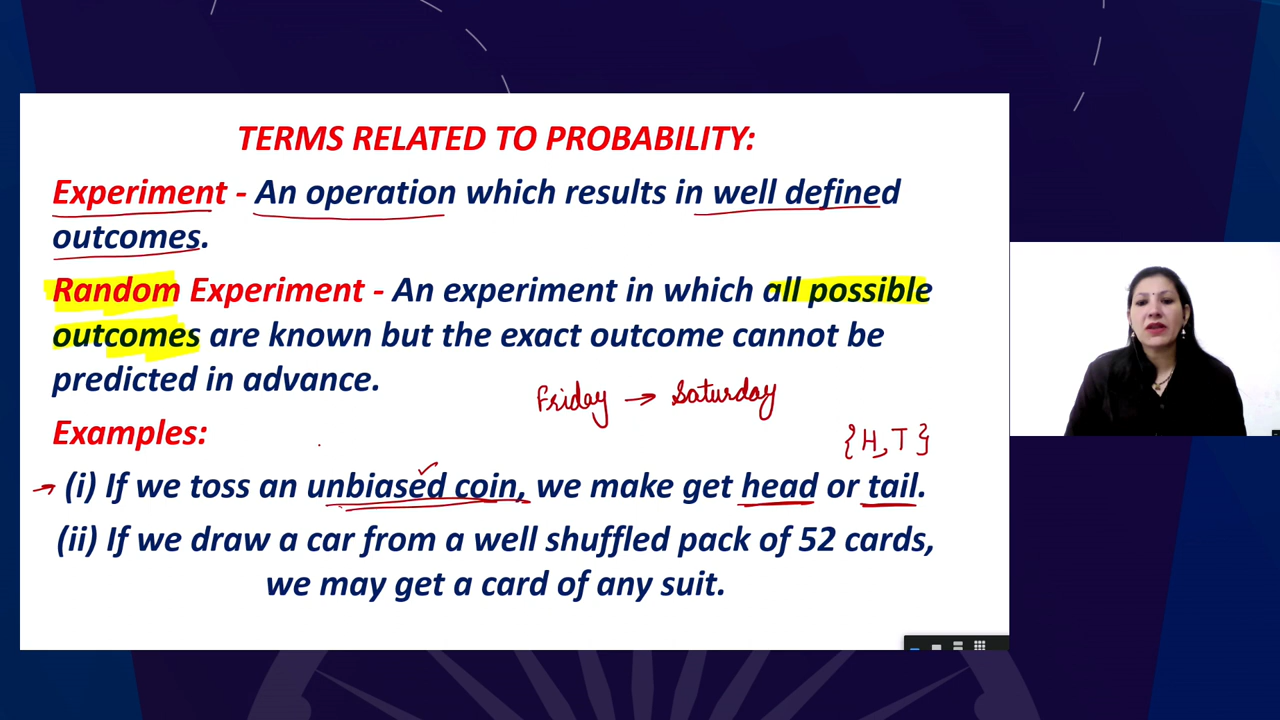 TERMS RELATED TO PROBABILITY:
Experiment - An operation which results in well defined
outcomes.
Random Experiment - An experiment in which all possible
outcomes are known but the exact outcome cannot be
predicted in advance.
Friday → Saturday
Examples:
{H, T}
→ (i) If we toss an unbiased coin, we make get head or tail.
(ii) If we draw a car from a well shuffled pack of 52 cards,
we may get a card of any suit.